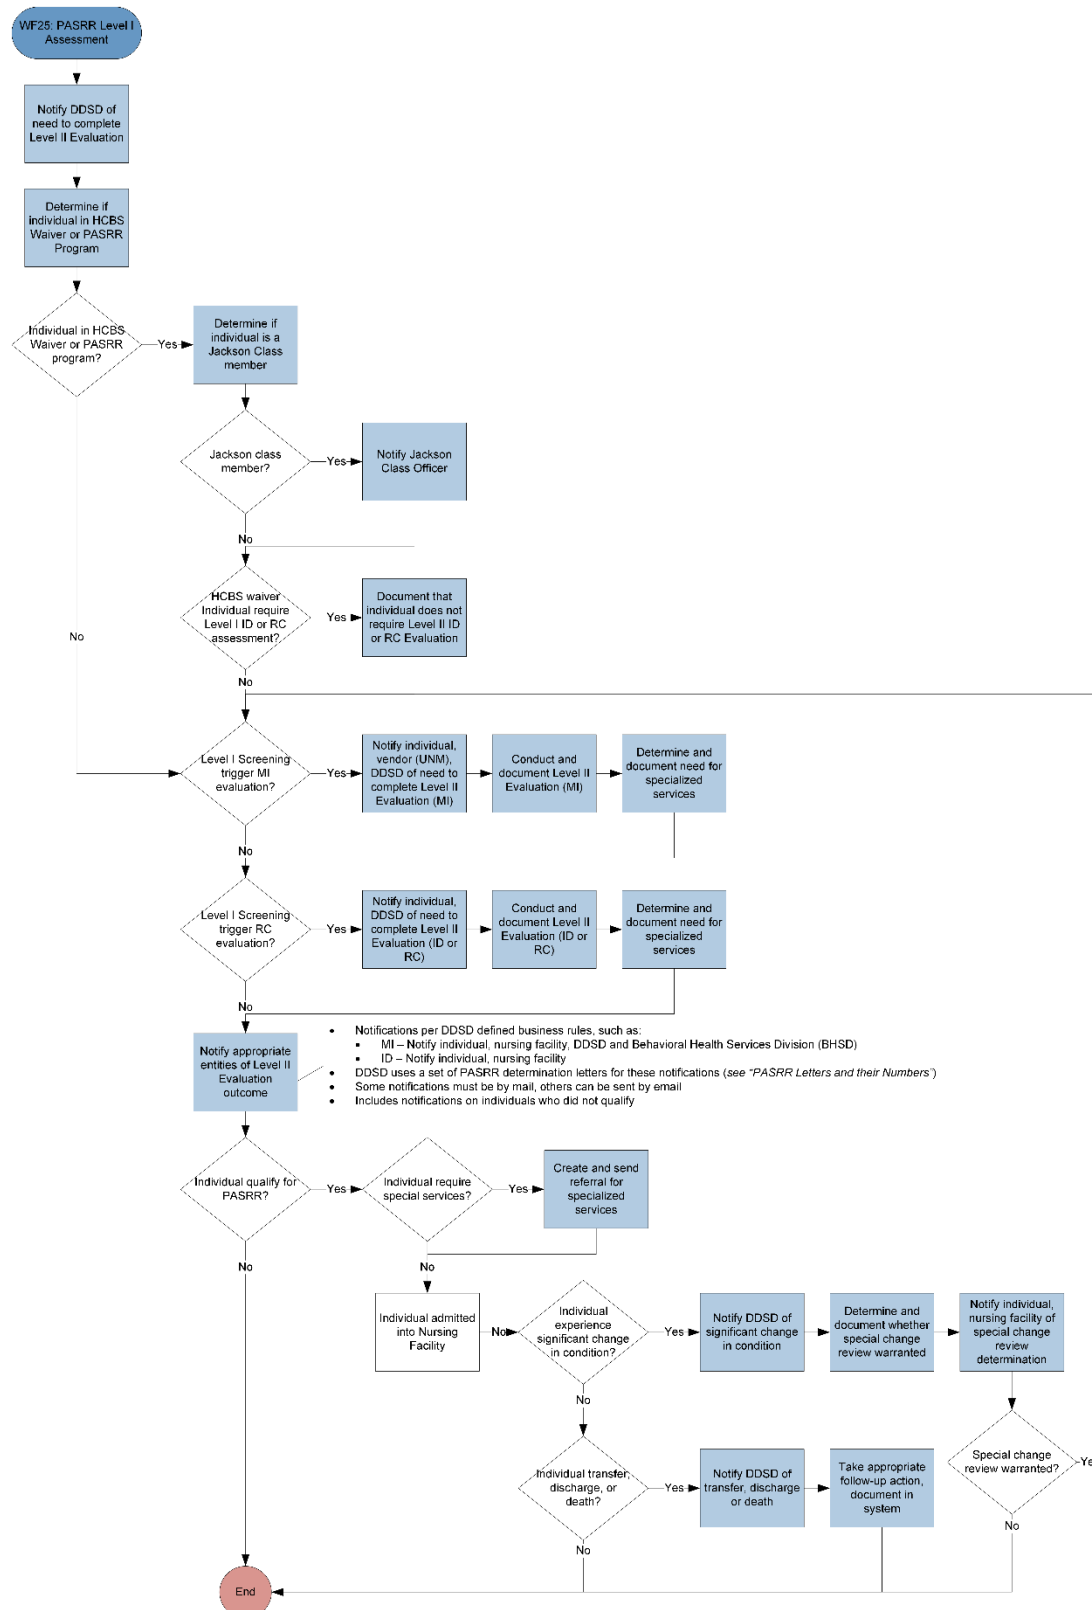 WF25: PASRR Level I
Assessment
Notify DDSD of
need to complete
Level II Evaluation
Determine if
individual in HCBS
Waiver or PASRR
Program
Individual in HCBS
Waiver or PASRR
program?
Yes
Determine if
individual is a
Jackson Class
member
Jackson class
member?
Yes
Notify Jackson
Class Officer
No
HCBS waiver
Individual require
Level I ID or RC
assessment?
Yes
Document that
individual does not
require Level II ID
or RC Evaluation
No
No
Level I Screening
trigger MI
evaluation?
Yes
Notify individual,
vendor (UNM),
DDSD of need to
complete Level II
Evaluation (MI)
Conduct and
document Level II
Evaluation (MI)
Determine and
document need for
specialized
services
No
Level I Screening
trigger RC
evaluation?
Yes
Notify individual,
DDSD of need to
complete Level II
Evaluation (ID or
RC)
Conduct and
document Level II
Evaluation (ID or
RC)
Determine and
document need for
specialized
services
No
Notify appropriate
entities of Level II
Evaluation
outcome
• Notifications per DDSD defined business rules, such as:
▪ MI – Notify individual, nursing facility, DDSD and Behavioral Health Services Division (BHSD)
▪ ID – Notify individual, nursing facility
• DDSD uses a set of PASRR determination letters for these notifications (see “PASRR Letters and their Numbers”)
• Some notifications must be by mail, others can be sent by email
• Includes notifications on individuals who did not qualify
Individual qualify for
PASRR?
Yes
Individual require
special services?
Yes
Create and send
referral for
specialized
services
No
No
Individual admitted
into Nursing
Facility
No
Individual
experience
significant change
in condition?
Yes
Notify DDSD of
significant change
in condition
Determine and
document whether
special change
review warranted
Notify individual,
nursing facility of
special change
review
determination
No
Individual transfer,
discharge, or
death?
Yes
Notify DDSD of
transfer, discharge
or death
Take appropriate
follow-up action,
document in
system
Special change
review warranted?
Ye
No
No
End